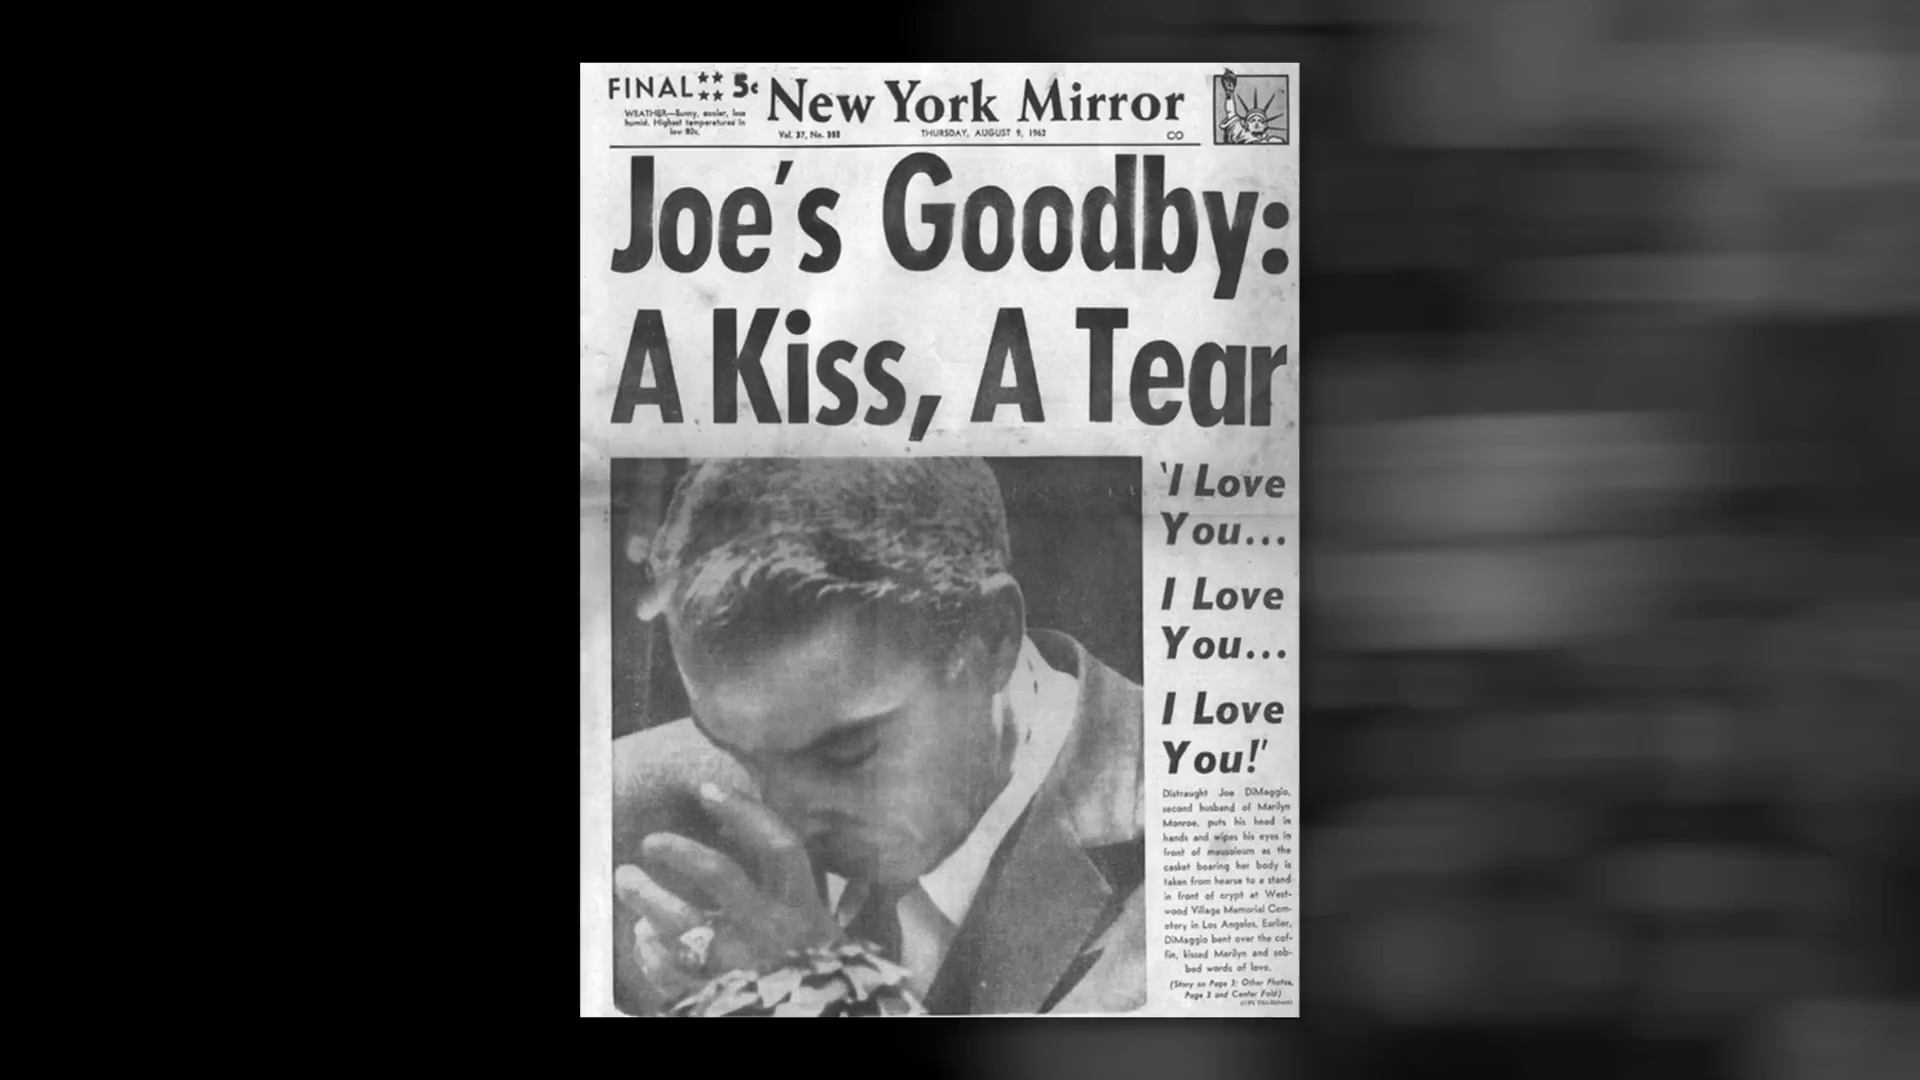 FINAL 5¢
New York Mirror
WEATHER—Sunny, cooler, less
humid. Highest temperatures in
low 80s.
Vol. 37, No.
THURSDAY, AUGUST 9, 1962
CO
Joe's Goodby:
A Kiss, A Tear
'I Love
You...
I Love
You...
I Love
You!'
Distraught Joe DiMaggio,
second husband of Marilyn
Monroe, puts his head in
hands and wipes his eyes in
front of mausoleum as the
casket bearing her body is
taken from hearse to a stand
in front of crypt at West-
wood Village Memorial Cem-
etery in Los Angeles. Earlier,
DiMaggio bent over the cof-
fin, kissed Marilyn and sob-
bed words of love.
(Story on Page 3; Other Photos,
Page 3 and Center Fold)